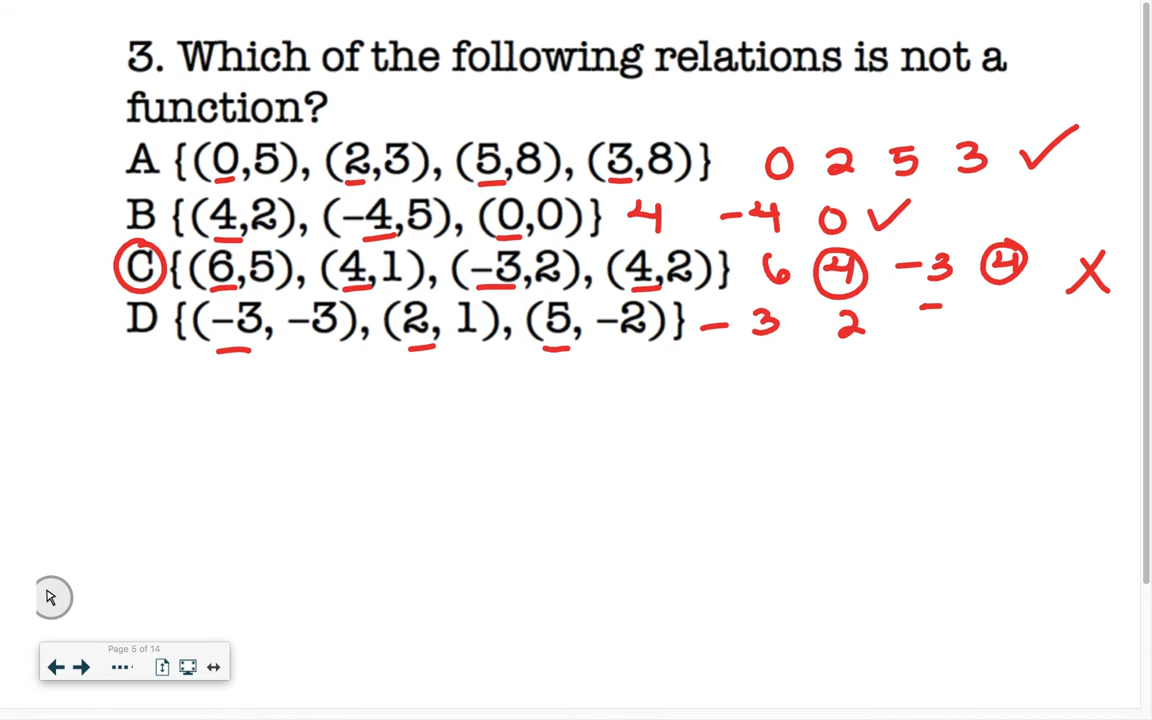 3. Which of the following relations is not a
function?
A {(0,5), (2,3), (5,8), (3,8)} 0 2 5 3 ✓
B {(4,2), (−4,5), (0,0)} 4 −4 0 ✓
C {(6,5), (4,1), (−3,2), (4,2)} 6 4 −3 4 X
D {(−3, −3), (2, 1), (5, −2)} −3 2 −
Page 5 of 14